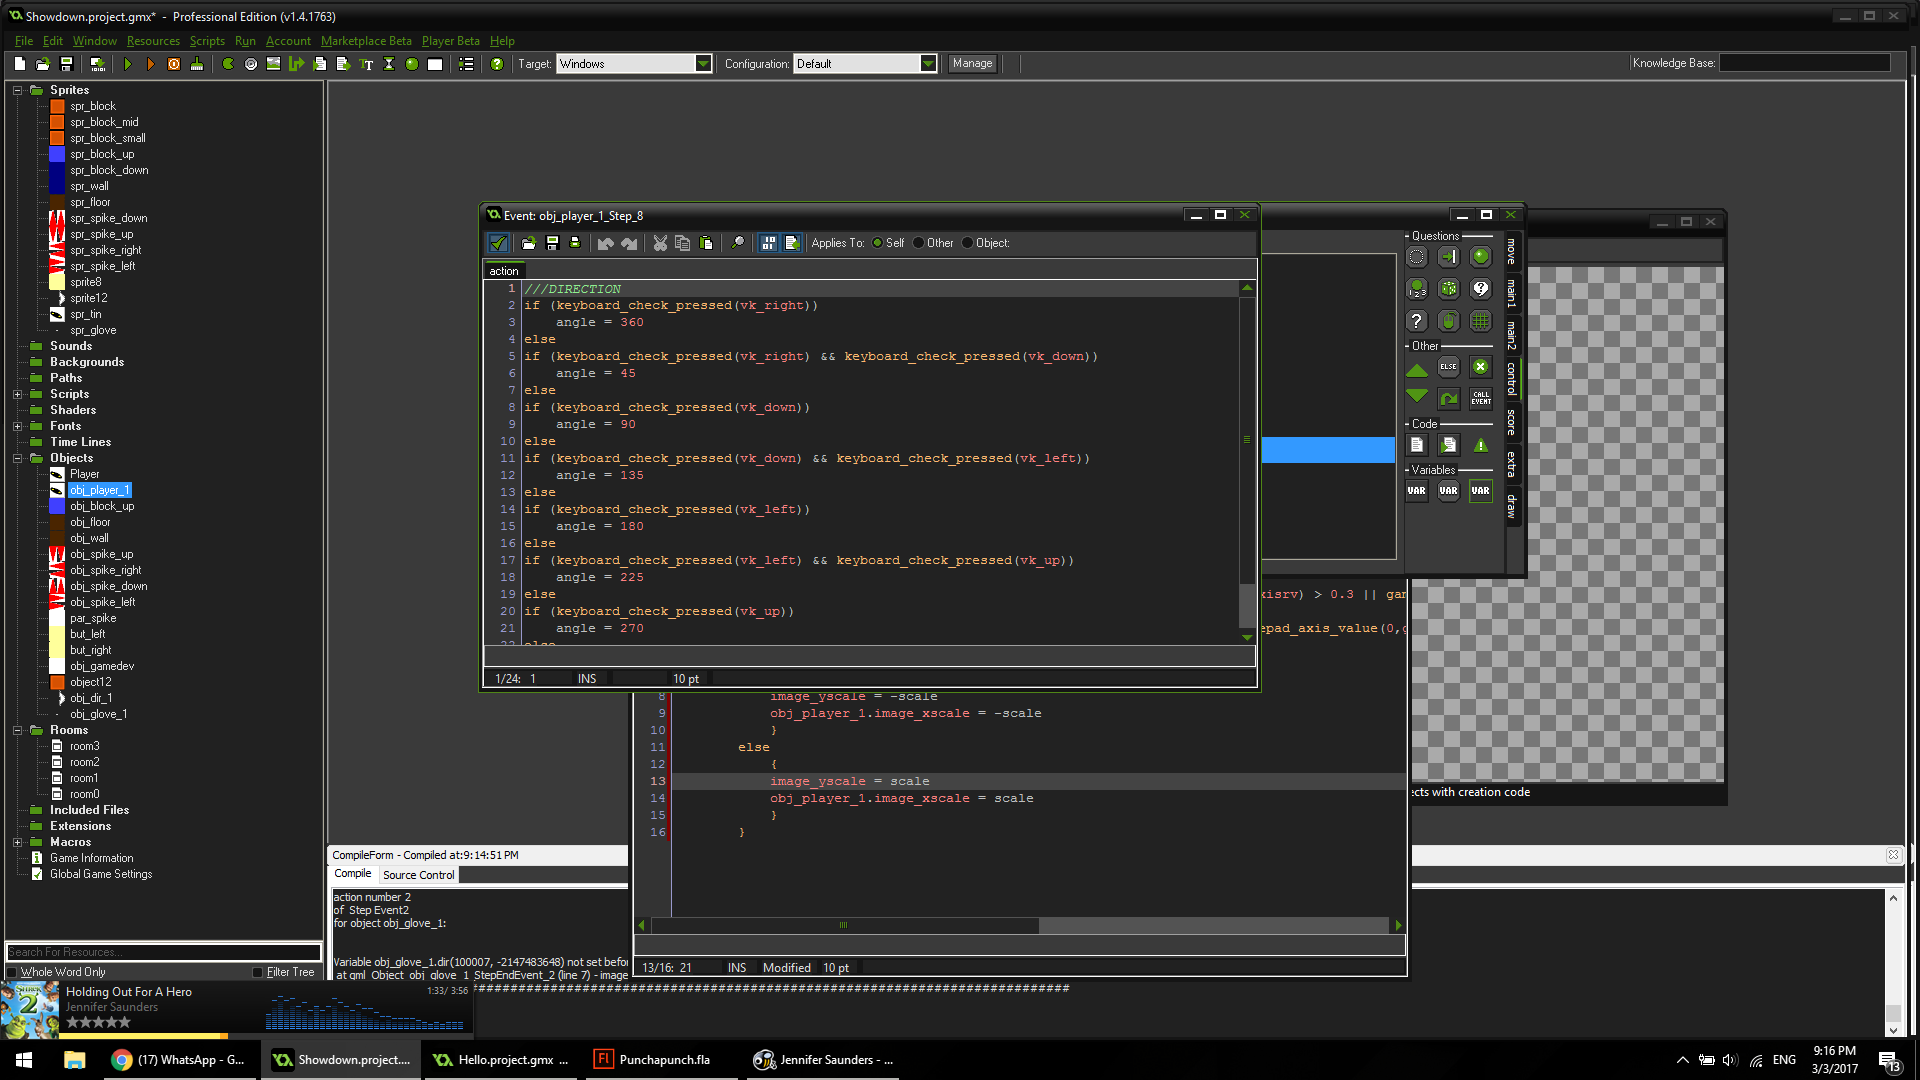 Showdown.project.gmx* - Professional Edition (v1.4.1763)
File Edit Window Resources Scripts Run Account Marketplace Beta Player Beta Help
Target: Windows Configuration: Default Manage Knowledge Base:
Sprites
spr_block
spr_block_mid
spr_block_small
spr_block_up
spr_block_down
spr_wall
spr_floor
spr_spike_down
spr_spike_up
spr_spike_right
spr_spike_left
sprite8
sprite12
spr_tin
spr_glove
Sounds
Backgrounds
Paths
Scripts
Shaders
Fonts
Time Lines
Objects
Player
obj_player_1
obj_block_up
obj_floor
obj_wall
obj_spike_up
obj_spike_right
obj_spike_down
obj_spike_left
par_spike
but_left
but_right
obj_gamedev
object12
obj_dir_1
obj_glove_1
Rooms
room3
room2
room1
room0
Included Files
Extensions
Macros
Game Information
Global Game Settings
Search For Resources...
Whole Word Only Filter Tree
Event: obj_player_1_Step_8
Applies To: Self Other Object:
action
1 ///DIRECTION
2 if (keyboard_check_pressed(vk_right))
3 angle = 360
4 else
5 if (keyboard_check_pressed(vk_right) && keyboard_check_pressed(vk_down))
6 angle = 45
7 else
8 if (keyboard_check_pressed(vk_down))
9 angle = 90
10 else
11 if (keyboard_check_pressed(vk_down) && keyboard_check_pressed(vk_left))
12 angle = 135
13 else
14 if (keyboard_check_pressed(vk_left))
15 angle = 180
16 else
17 if (keyboard_check_pressed(vk_left) && keyboard_check_pressed(vk_up))
18 angle = 225
19 else
20 if (keyboard_check_pressed(vk_up))
21 angle = 270
22 else
1/24: 1 INS 10 pt
Questions
Other
ELSE
CALL EVENT
Code
Variables
VAR VAR VAR
move
main1
main2
control
score
extra
draw
xisrv) > 0.3 || gam
epad_axis_value(0,g
8 image_yscale = -scale
9 obj_player_1.image_xscale = -scale
10 }
11 else
12 {
13 image_yscale = scale
14 obj_player_1.image_xscale = scale
15 }
16 }
13/16: 21 INS Modified 10 pt
ects with creation code
CompileForm - Compiled at:9:14:51 PM
Compile Source Control
action number 2
of Step Event2
for object obj_glove_1:
Variable obj_glove_1.dir(100007, -2147483648) not set befor
at gml_Object_obj_glove_1_StepEndEvent_2 (line 7) - image
Holding Out For A Hero 1:33/ 3:56
Jennifer Saunders
(17) WhatsApp - G... Showdown.project.... Hello.project.gmx ... Punchapunch.fla Jennifer Saunders - ...
ENG 9:16 PM
3/3/2017
13